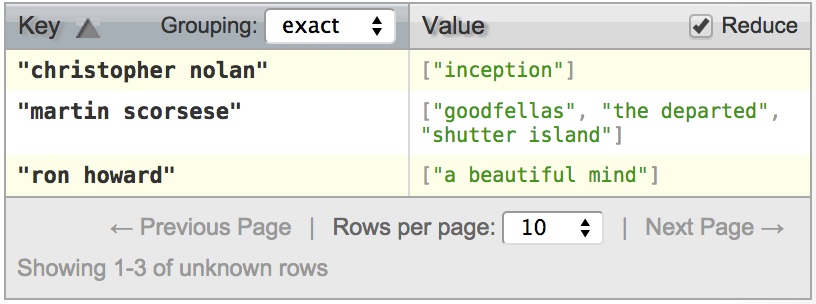 Key Grouping: exact Value Reduce
"christopher nolan" ["inception"]
"martin scorsese" ["goodfellas", "the departed",
"shutter island"]
"ron howard" ["a beautiful mind"]
← Previous Page | Rows per page: 10 | Next Page →
Showing 1-3 of unknown rows